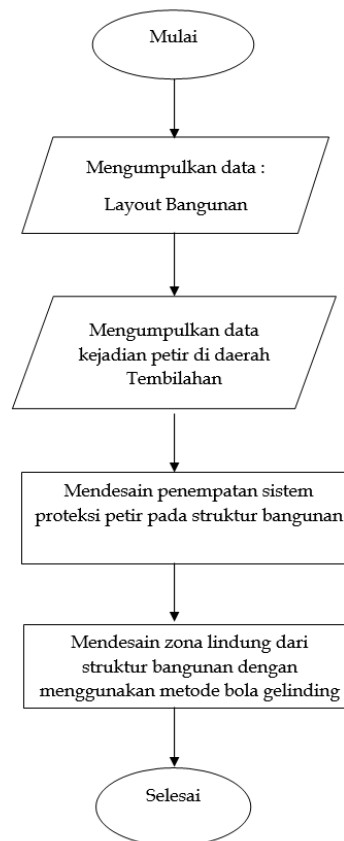 Mulai
Mengumpulkan data :
Layout Bangunan
Mengumpulkan data
kejadian petir di daerah
Tembilahan
Mendesain penempatan sistem
proteksi petir pada struktur bangunan
Mendesain zona lindung dari
struktur bangunan dengan
menggunakan metode bola gelinding
Selesai